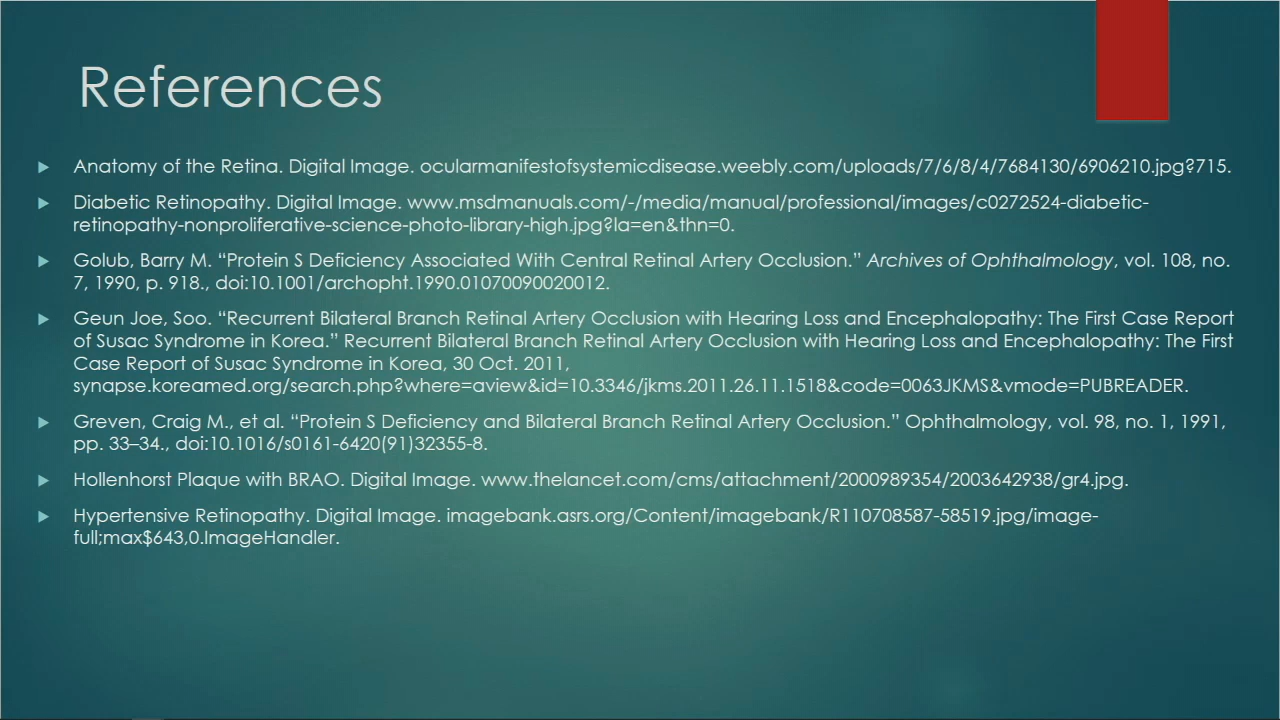 References
Anatomy of the Retina. Digital Image. ocularmanifestofsystemicdisease.weebly.com/uploads/7/6/8/4/7684130/6906210.jpg?715.
Diabetic Retinopathy. Digital Image. www.msdmanuals.com/-/media/manual/professional/images/c0272524-diabetic-
retinopathy-nonproliferative-science-photo-library-high.jpg?la=en&thn=0.
Golub, Barry M. “Protein S Deficiency Associated With Central Retinal Artery Occlusion.” Archives of Ophthalmology, vol. 108, no.
7, 1990, p. 918., doi:10.1001/archopht.1990.01070090020012.
Geun Joe, Soo. “Recurrent Bilateral Branch Retinal Artery Occlusion with Hearing Loss and Encephalopathy: The First Case Report
of Susac Syndrome in Korea.” Recurrent Bilateral Branch Retinal Artery Occlusion with Hearing Loss and Encephalopathy: The First
Case Report of Susac Syndrome in Korea, 30 Oct. 2011,
synapse.koreamed.org/search.php?where=aview&id=10.3346/jkms.2011.26.11.1518&code=0063JKMS&vmode=PUBREADER.
Greven, Craig M., et al. “Protein S Deficiency and Bilateral Branch Retinal Artery Occlusion.” Ophthalmology, vol. 98, no. 1, 1991,
pp. 33–34., doi:10.1016/s0161-6420(91)32355-8.
Hollenhorst Plaque with BRAO. Digital Image. www.thelancet.com/cms/attachment/2000989354/2003642938/gr4.jpg.
Hypertensive Retinopathy. Digital Image. imagebank.asrs.org/Content/imagebank/R110708587-58519.jpg/image-
full;max$643,0.ImageHandler.